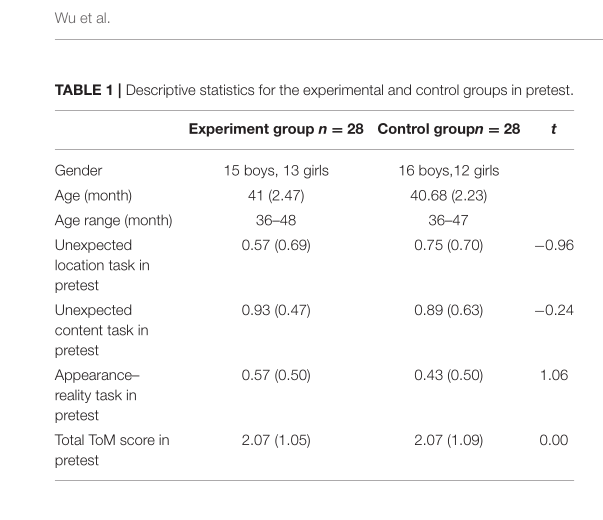 Wu et al.
TABLE 1 | Descriptive statistics for the experimental and control groups in pretest.
Experiment group n = 28 Control groupn = 28 t
Gender 15 boys, 13 girls 16 boys,12 girls
Age (month) 41 (2.47) 40.68 (2.23)
Age range (month) 36–48 36–47
Unexpected 0.57 (0.69) 0.75 (0.70) −0.96
location task in
pretest
Unexpected 0.93 (0.47) 0.89 (0.63) −0.24
content task in
pretest
Appearance– 0.57 (0.50) 0.43 (0.50) 1.06
reality task in
pretest
Total ToM score in 2.07 (1.05) 2.07 (1.09) 0.00
pretest